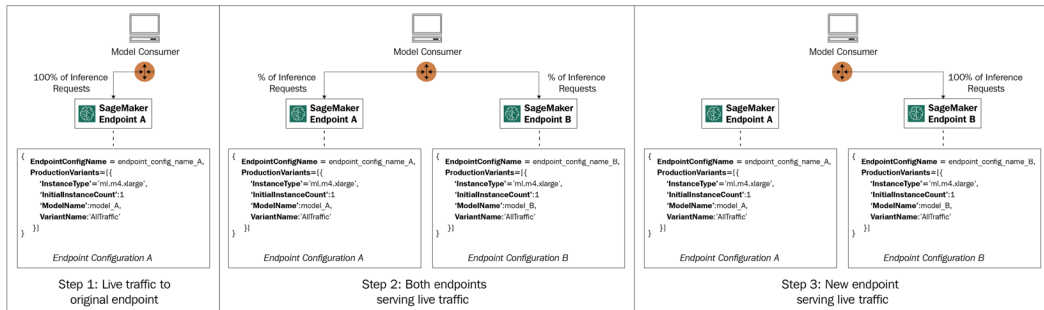 Model Consumer
100% of Inference
Requests
SageMaker
Endpoint A
{
EndpointConfigName = endpoint_config_name_A,
ProductionVariants=[{
'InstanceType'='ml.m4.xlarge',
'InitialInstanceCount':1
'ModelName':model_A,
VariantName:'AllTraffic'
}]
}
Endpoint Configuration A
Step 1: Live traffic to
original endpoint
Model Consumer
% of Inference
Requests
% of Inference
Requests
SageMaker
Endpoint A
SageMaker
Endpoint B
{
EndpointConfigName = endpoint_config_name_A,
ProductionVariants=[{
'InstanceType'='ml.m4.xlarge',
'InitialInstanceCount':1
'ModelName':model_A,
VariantName:'AllTraffic'
}]
}
Endpoint Configuration A
{
EndpointConfigName = endpoint_config_name_B,
ProductionVariants=[{
'InstanceType'='ml.m4.xlarge',
'InitialInstanceCount':1
'ModelName':model_B,
VariantName:'AllTraffic'
}]
}
Endpoint Configuration B
Step 2: Both endpoints
serving live traffic
Model Consumer
100% of Inference
Requests
SageMaker
Endpoint A
SageMaker
Endpoint B
{
EndpointConfigName = endpoint_config_name_A,
ProductionVariants=[{
'InstanceType'='ml.m4.xlarge',
'InitialInstanceCount':1
'ModelName':model_A,
VariantName:'AllTraffic'
}]
}
Endpoint Configuration A
{
EndpointConfigName = endpoint_config_name_B,
ProductionVariants=[{
'InstanceType'='ml.m4.xlarge',
'InitialInstanceCount':1
'ModelName':model_B,
VariantName:'AllTraffic'
}]
}
Endpoint Configuration B
Step 3: New endpoint
serving live traffic